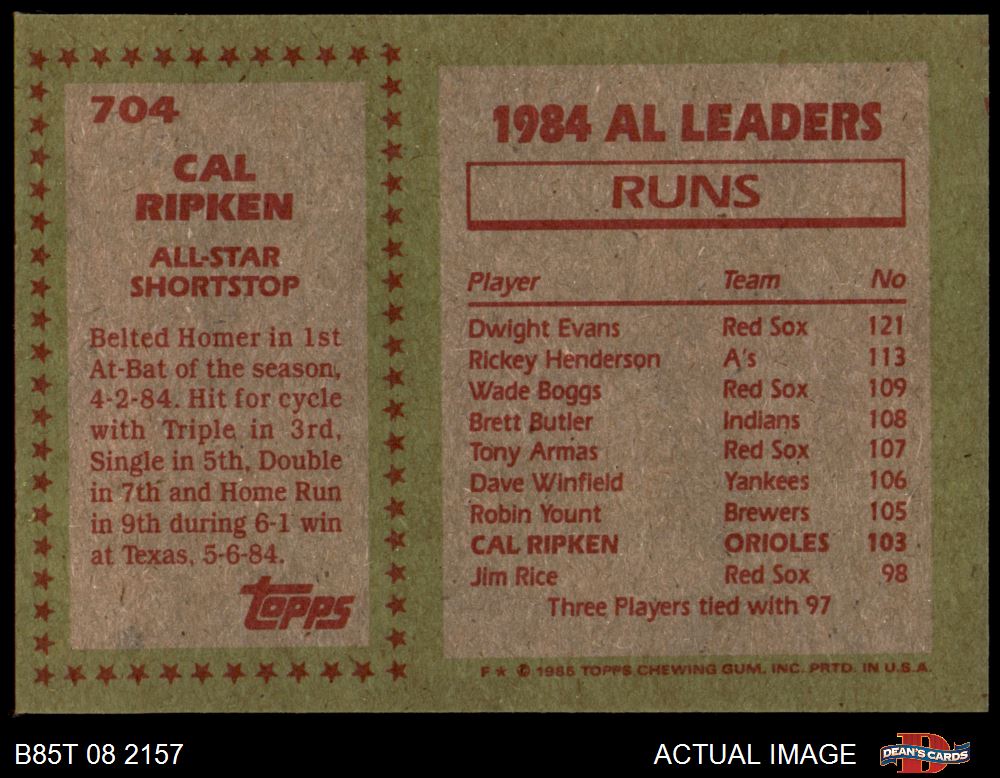 704
CAL
RIPKEN
ALL-STAR
SHORTSTOP
Belted Homer in 1st
At-Bat of the season,
4-2-84. Hit for cycle
with Triple in 3rd,
Single in 5th, Double
in 7th and Home Run
in 9th during 6-1 win
at Texas, 5-6-84.
topps
1984 AL LEADERS
RUNS
Player Team No
Dwight Evans Red Sox 121
Rickey Henderson A's 113
Wade Boggs Red Sox 109
Brett Butler Indians 108
Tony Armas Red Sox 107
Dave Winfield Yankees 106
Robin Yount Brewers 105
CAL RIPKEN ORIOLES 103
Jim Rice Red Sox 98
Three Players tied with 97
F★ © 1985 TOPPS CHEWING GUM, INC. PRTD. IN U.S.A.
B85T 08 2157
ACTUAL IMAGE
D
DEAN'S CARDS